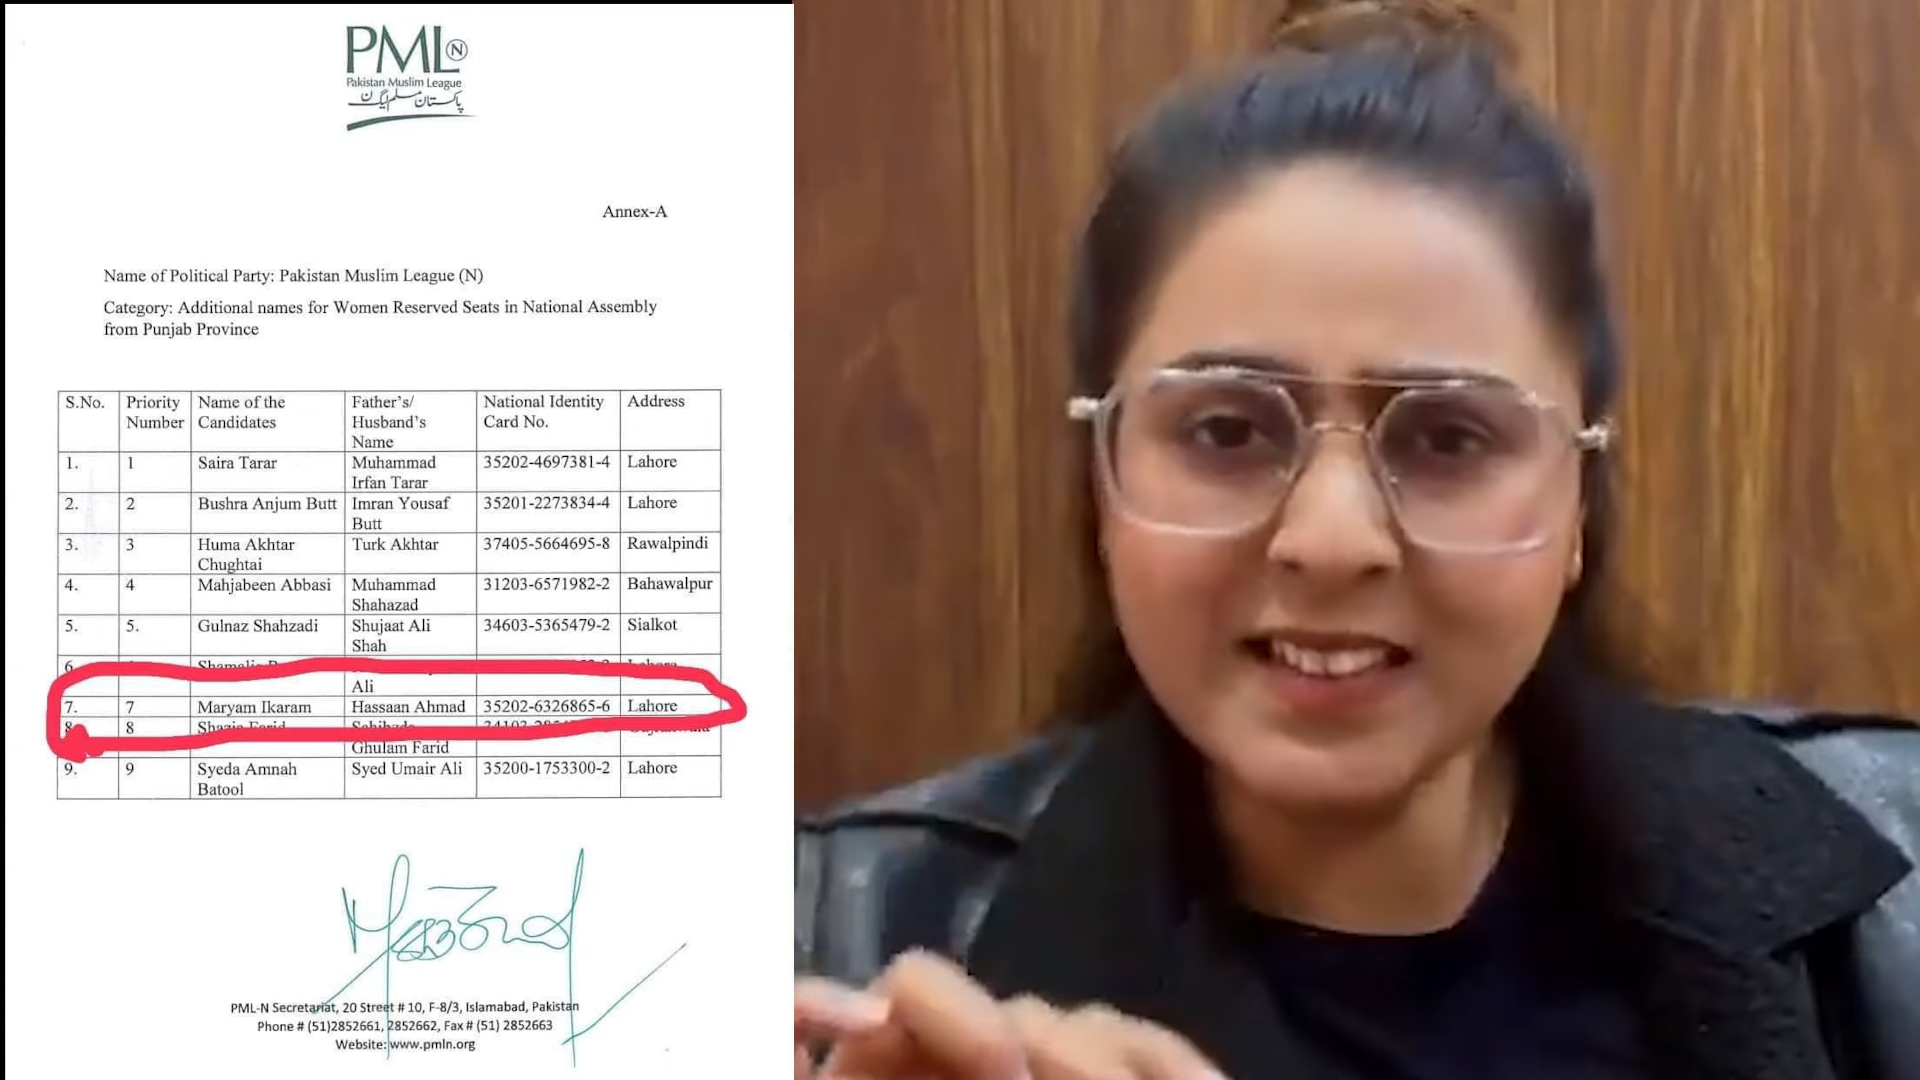 PML N
Pakistan Muslim League
پاکستان مسلم لیگ ن
Annex-A
Name of Political Party: Pakistan Muslim League (N)
Category: Additional names for Women Reserved Seats in National Assembly
from Punjab Province
S.No. Priority Name of the Father's/ National Identity Address
Number Candidates Husband's Card No.
Name
1. 1 Saira Tarar Muhammad 35202-4697381-4 Lahore
Irfan Tarar
2. 2 Bushra Anjum Butt Imran Yousaf 35201-2273834-4 Lahore
Butt
3. 3 Huma Akhtar Turk Akhtar 37405-5664695-8 Rawalpindi
Chughtai
4. 4 Mahjabeen Abbasi Muhammad 31203-6571982-2 Bahawalpur
Shahazad
5. 5. Gulnaz Shahzadi Shujaat Ali 34603-5365479-2 Sialkot
Shah
6. Lahore
Ali
7. 7 Maryam Ikaram Hassaan Ahmad 35202-6326865-6 Lahore
8 Shazia Farid
Ghulam Farid
9. 9 Syeda Amnah Syed Umair Ali 35200-1753300-2 Lahore
Batool
PML-N Secretariat, 20 Street # 10, F-8/3, Islamabad, Pakistan
Phone # (51)2852661, 2852662, Fax # (51) 2852663
Website: www.pmln.org